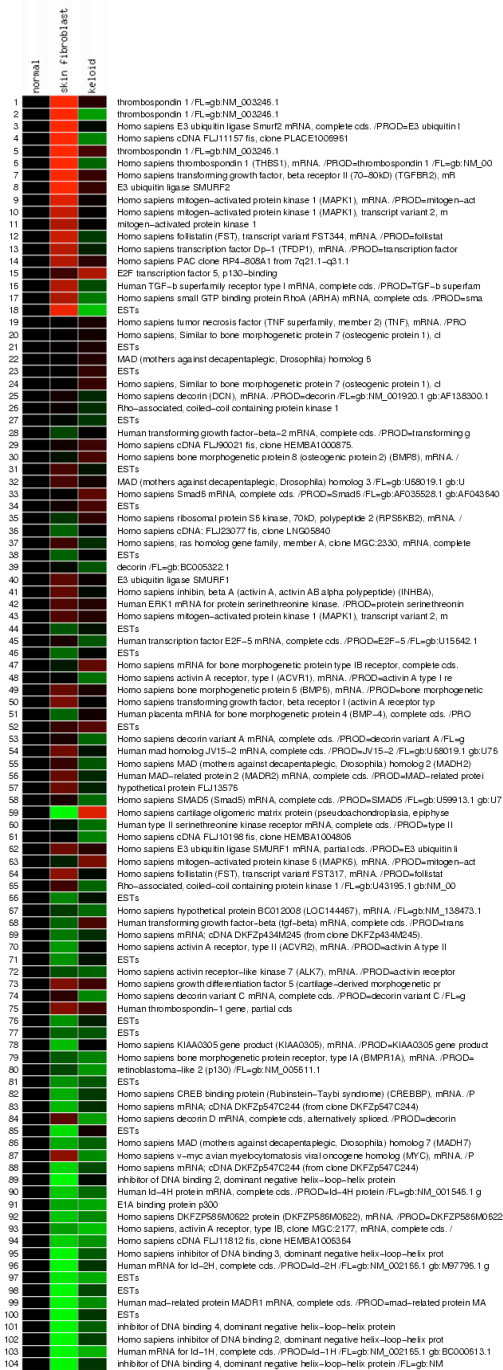 normal
skin fibroblast
keloid
1 thrombospondin 1 /FL=gb:NM_003246.1
2 thrombospondin 1 /FL=gb:NM_003246.1
3 Homo sapiens E3 ubiquitin ligase Smurf2 mRNA, complete cds. /PROD=E3 ubiquitin l
4 Homo sapiens cDNA FLJ11157 fis, clone PLACE1006961
5 thrombospondin 1 /FL=gb:NM_003246.1
6 Homo sapiens thrombospondin 1 (THBS1), mRNA. /PROD=thrombospondin 1 /FL=gb:NM_00
7 Homo sapiens transforming growth factor, beta receptor II (70-80kD) (TGFBR2), mR
8 E3 ubiquitin ligase SMURF2
9 Homo sapiens mitogen-activated protein kinase 1 (MAPK1), mRNA. /PROD=mitogen-act
10 Homo sapiens mitogen-activated protein kinase 1 (MAPK1), transcript variant 2, m
11 mitogen-activated protein kinase 1
12 Homo sapiens follistatin (FST), transcript variant FST344, mRNA. /PROD=follistat
13 Homo sapiens transcription factor Dp-1 (TFDP1), mRNA. /PROD=transcription factor
14 Homo sapiens PAC clone RP4-808A1 from 7q21.1-q31.1
15 E2F transcription factor 5, p130-binding
16 Human TGF-b superfamily receptor type I mRNA, complete cds. /PROD=TGF-b superfam
17 Homo sapiens small GTP binding protein RhoA (ARHA) mRNA, complete cds. /PROD=sma
18 ESTs
19 Homo sapiens tumor necrosis factor (TNF superfamily, member 2) (TNF), mRNA. /PRO
20 Homo sapiens, Similar to bone morphogenetic protein 7 (osteogenic protein 1), cl
21 ESTs
22 MAD (mothers against decapentaplegic, Drosophila) homolog 6
23 ESTs
24 Homo sapiens, Similar to bone morphogenetic protein 7 (osteogenic protein 1), cl
25 Homo sapiens decorin (DCN), mRNA. /PROD=decorin /FL=gb:NM_001920.1 gb:AF138300.1
26 Rho-associated, coiled-coil containing protein kinase 1
27 ESTs
28 Human transforming growth factor-beta-2 mRNA, complete cds. /PROD=transforming g
29 Homo sapiens cDNA FLJ90021 fis, clone HEMBA1000875.
30 Homo sapiens bone morphogenetic protein 8 (osteogenic protein 2) (BMP8), mRNA. /
31 ESTs
32 MAD (mothers against decapentaplegic, Drosophila) homolog 3 /FL=gb:U68019.1 gb:U
33 Homo sapiens Smad6 mRNA, complete cds. /PROD=Smad6 /FL=gb:AF035528.1 gb:AF043640
34 ESTs
35 Homo sapiens ribosomal protein S6 kinase, 70kD, polypeptide 2 (RPS6KB2), mRNA. /
36 Homo sapiens cDNA: FLJ23077 fis, clone LNG05840
37 Homo sapiens, ras homolog gene family, member A, clone MGC:2330, mRNA, complete
38 ESTs
39 decorin /FL=gb:BC005322.1
40 E3 ubiquitin ligase SMURF1
41 Homo sapiens inhibin, beta A (activin A, activin AB alpha polypeptide) (INHBA),
42 Human ERK1 mRNA for protein serinethreonine kinase. /PROD=protein serinethreonin
43 Homo sapiens mitogen-activated protein kinase 1 (MAPK1), transcript variant 2, m
44 ESTs
45 Human transcription factor E2F-5 mRNA, complete cds. /PROD=E2F-5 /FL=gb:U15642.1
46 ESTs
47 Homo sapiens mRNA for bone morphogenetic protein type IB receptor, complete cds.
48 Homo sapiens activin A receptor, type I (ACVR1), mRNA. /PROD=activin A type I re
49 Homo sapiens bone morphogenetic protein 6 (BMP6), mRNA. /PROD=bone morphogenetic
50 Homo sapiens transforming growth factor, beta receptor I (activin A receptor typ
51 Human placenta mRNA for bone morphogenetic protein 4 (BMP-4), complete cds. /PRO
52 ESTs
53 Homo sapiens decorin variant A mRNA, complete cds. /PROD=decorin variant A /FL=g
54 Human mad homolog JV15-2 mRNA, complete cds. /PROD=JV15-2 /FL=gb:U68019.1 gb:U76
55 Homo sapiens MAD (mothers against decapentaplegic, Drosophila) homolog 2 (MADH2)
56 Human MAD-related protein 2 (MADR2) mRNA, complete cds. /PROD=MAD-related protei
57 hypothetical protein FLJ13576
58 Homo sapiens SMAD5 (Smad5) mRNA, complete cds. /PROD=SMAD5 /FL=gb:U59913.1 gb:U7
59 Homo sapiens cartilage oligomeric matrix protein (pseudoachondroplasia, epiphyse
60 Human type II serinethreonine kinase receptor mRNA, complete cds. /PROD=type II
51 Homo sapiens cDNA FLJ10198 fis, clone HEMBA1004805
62 Homo sapiens E3 ubiquitin ligase SMURF1 mRNA, partial cds. /PROD=E3 ubiquitin li
63 Homo sapiens mitogen-activated protein kinase 6 (MAPK6), mRNA. /PROD=mitogen-act
64 Homo sapiens follistatin (FST), transcript variant FST317, mRNA. /PROD=follistat
65 Rho-associated, coiled-coil containing protein kinase 1 /FL=gb:U43195.1 gb:NM_00
66 ESTs
67 Homo sapiens hypothetical protein BC012008 (LOC144467), mRNA. /FL=gb:NM_138473.1
68 Human transforming growth factor-beta (tgf-beta) mRNA, complete cds. /PROD=trans
69 Homo sapiens mRNA; cDNA DKFZp434M245 (from clone DKFZp434M245).
70 Homo sapiens activin A receptor, type II (ACVR2), mRNA. /PROD=activin A type II
71 ESTs
72 Homo sapiens activin receptor-like kinase 7 (ALK7), mRNA. /PROD=activin receptor
73 Homo sapiens growth differentiation factor 5 (cartilage-derived morphogenetic pr
74 Homo sapiens decorin variant C mRNA, complete cds. /PROD=decorin variant C /FL=g
75 Human thrombospondin-1 gene, partial cds
76 ESTs
77 ESTs
78 Homo sapiens KIAA0305 gene product (KIAA0305), mRNA. /PROD=KIAA0305 gene product
79 Homo sapiens bone morphogenetic protein receptor, type IA (BMPR1A), mRNA. /PROD=
80 retinoblastoma-like 2 (p130) /FL=gb:NM_005611.1
81 ESTs
82 Homo sapiens CREB binding protein (Rubinstein-Taybi syndrome) (CREBBP), mRNA. /P
83 Homo sapiens mRNA; cDNA DKFZp547C244 (from clone DKFZp547C244)
84 Homo sapiens decorin D mRNA, complete cds, alternatively spliced. /PROD=decorin
85 ESTs
86 Homo sapiens MAD (mothers against decapentaplegic, Drosophila) homolog 7 (MADH7)
87 Homo sapiens v-myc avian myelocytomatosis viral oncogene homolog (MYC), mRNA. /P
88 Homo sapiens mRNA; cDNA DKFZp547C244 (from clone DKFZp547C244)
89 inhibitor of DNA binding 2, dominant negative helix-loop-helix protein
90 Human Id-4H protein mRNA, complete cds. /PROD=Id-4H protein /FL=gb:NM_001546.1 g
91 E1A binding protein p300
92 Homo sapiens DKFZP586M0622 protein (DKFZP586M0622), mRNA. /PROD=DKFZP586M0622
93 Homo sapiens, activin A receptor, type IB, clone MGC:2177, mRNA, complete cds. /
94 Homo sapiens cDNA FLJ11812 fis, clone HEMBA1006364
95 Homo sapiens inhibitor of DNA binding 3, dominant negative helix-loop-helix prot
96 Human mRNA for Id-2H, complete cds. /PROD=Id-2H /FL=gb:NM_002166.1 gb:M97796.1 g
97 ESTs
98 ESTs
99 Human mad-related protein MADR1 mRNA, complete cds. /PROD=mad-related protein MA
100 ESTs
101 inhibitor of DNA binding 4, dominant negative helix-loop-helix protein
102 Homo sapiens inhibitor of DNA binding 2, dominant negative helix-loop-helix prot
103 Human mRNA for Id-1H, complete cds. /PROD=Id-1H /FL=gb:NM_002165.1 gb:BC000613.1
104 inhibitor of DNA binding 4, dominant negative helix-loop-helix protein /FL=gb:NM